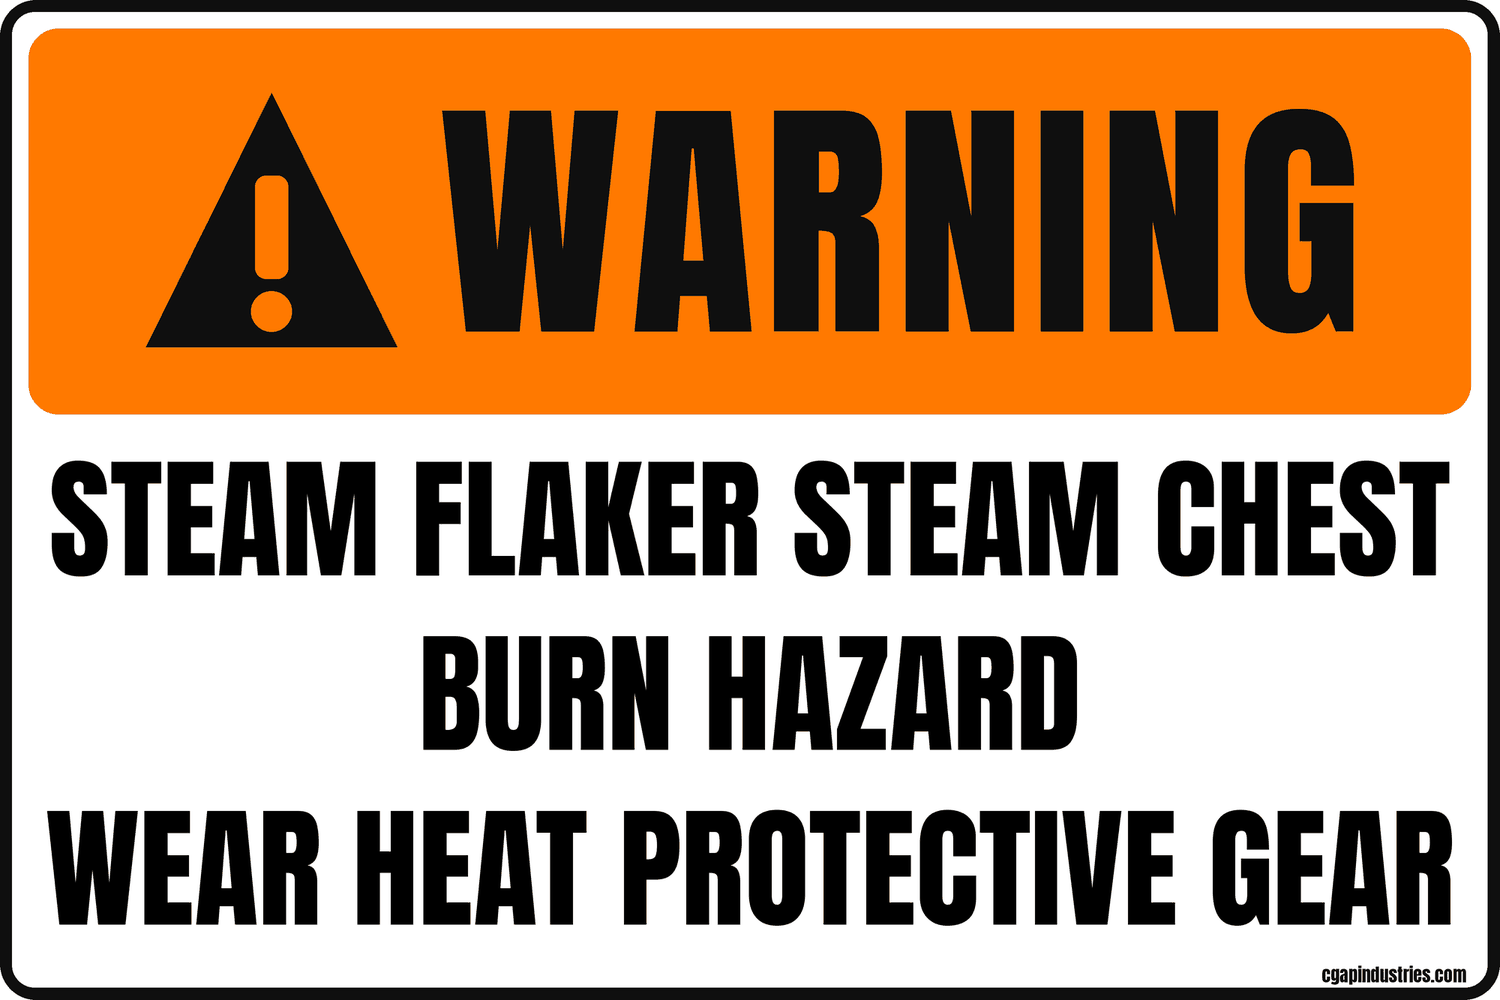 WARNING
STEAM FLAKER STEAM CHEST
BURN HAZARD
WEAR HEAT PROTECTIVE GEAR
cgapindustries.com